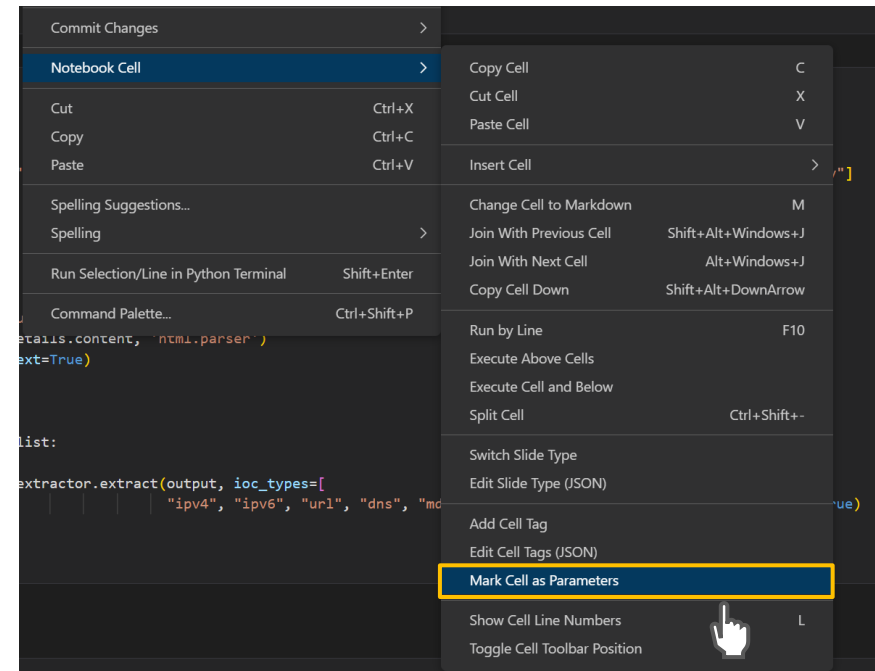 Commit Changes
Notebook Cell
Cut Ctrl+X
Copy Ctrl+C
Paste Ctrl+V
Spelling Suggestions...
Spelling
Run Selection/Line in Python Terminal Shift+Enter
Command Palette... Ctrl+Shift+P
Copy Cell C
Cut Cell X
Paste Cell V
Insert Cell
"]
Change Cell to Markdown M
Join With Previous Cell Shift+Alt+Windows+J
Join With Next Cell Alt+Windows+J
Copy Cell Down Shift+Alt+DownArrow
Run by Line F10
Execute Above Cells
Execute Cell and Below
Split Cell Ctrl+Shift+-
Switch Slide Type
Edit Slide Type (JSON)
Add Cell Tag
Edit Cell Tags (JSON)
Mark Cell as Parameters
Show Cell Line Numbers L
Toggle Cell Toolbar Position
etails.content, 'html.parser')
ext=True)
list:
extractor.extract(output, ioc_types=[
"ipv4", "ipv6", "url", "dns", "md
ue)